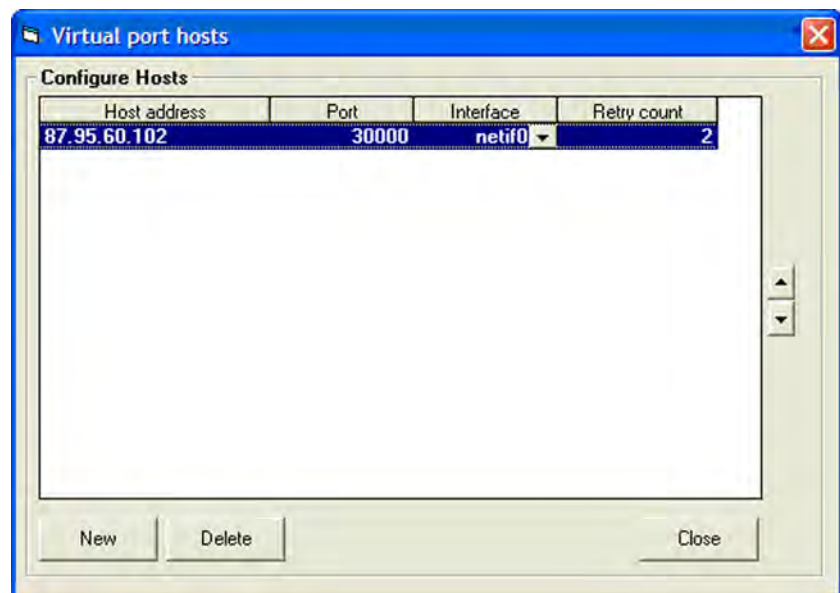 Virtual port hosts
Configure Hosts
Host address Port Interface Retry count
87.95.60.102 30000 netif0 2
New Delete Close